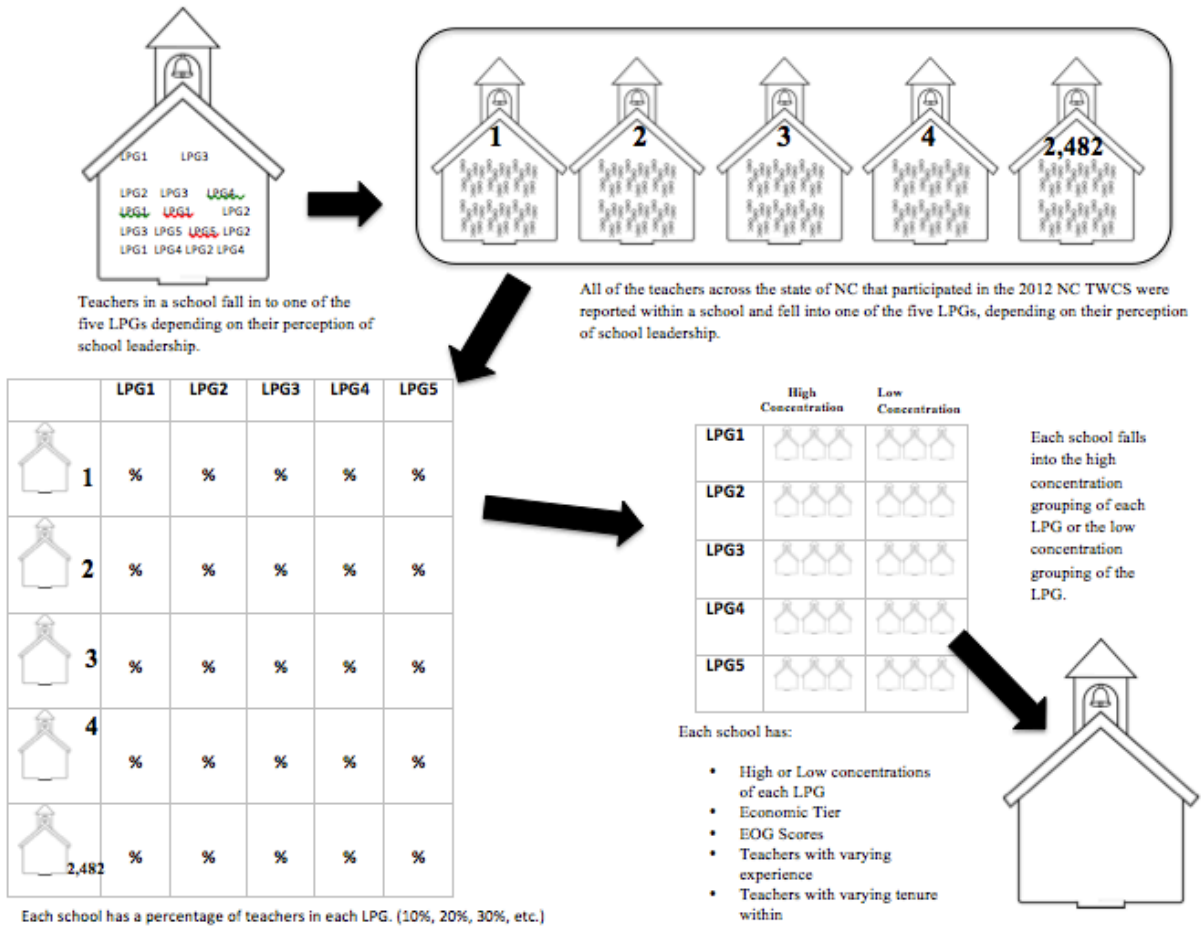 LPG1 LPG3
LPG2 LPG3 LPG4
LPG1 LPG1 LPG2
LPG3 LPG5 LPG5 LPG2
LPG1 LPG4 LPG2 LPG4
Teachers in a school fall in to one of the
five LPGs depending on their perception of
school leadership.
1 2 3 4 2,482
All of the teachers across the state of NC that participated in the 2012 NC TWCS were
reported within a school and fell into one of the five LPGs, depending on their perception
of school leadership.
LPG1 LPG2 LPG3 LPG4 LPG5
1 % % % % %
2 % % % % %
3 % % % % %
4 % % % % %
2,482 % % % % %
Each school has a percentage of teachers in each LPG. (10%, 20%, 30%, etc.)
High Low
Concentration Concentration
LPG1
LPG2
LPG3
LPG4
LPG5
Each school falls
into the high
concentration
grouping of each
LPG or the low
concentration
grouping of the
LPG.
Each school has:
• High or Low concentrations
of each LPG
• Economic Tier
• EOG Scores
• Teachers with varying
experience
• Teachers with varying tenure
within